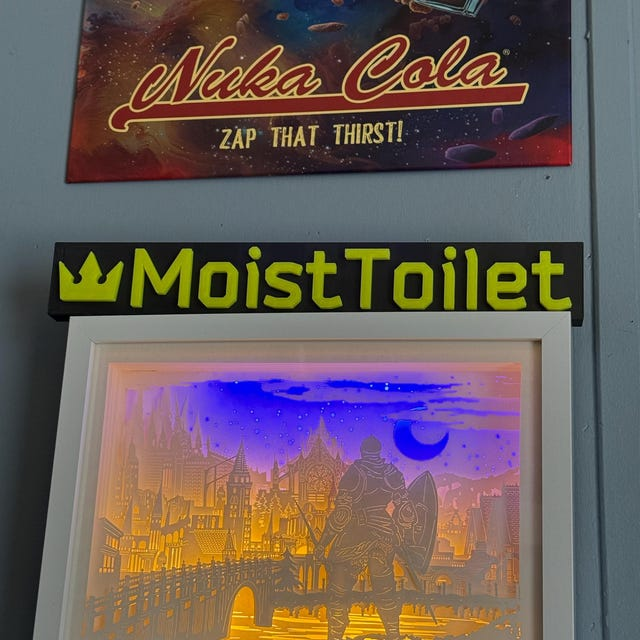 Nuka Cola®
ZAP THAT THIRST!
MoistToilet